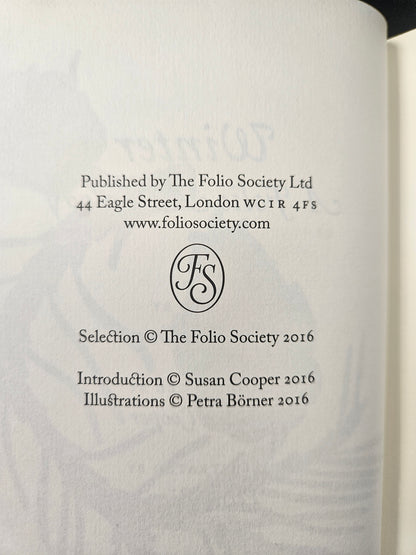 Winter
Published by The Folio Society Ltd
44 Eagle Street, London WC1R 4FS
www.foliosociety.com
FS
Selection © The Folio Society 2016
Introduction © Susan Cooper 2016
Illustrations © Petra Börner 2016